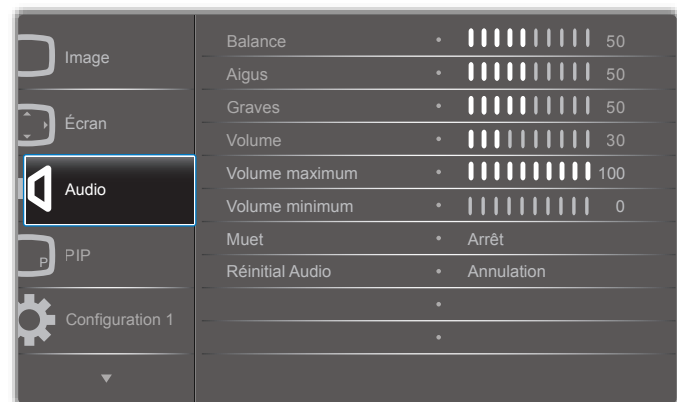 Image
Écran
Audio
P
PIP
Configuration 1
Balance • 50
Aigus • 50
Graves • 50
Volume • 30
Volume maximum • 100
Volume minimum • 0
Muet • Arrêt
Réinitial Audio • Annulation
•
•